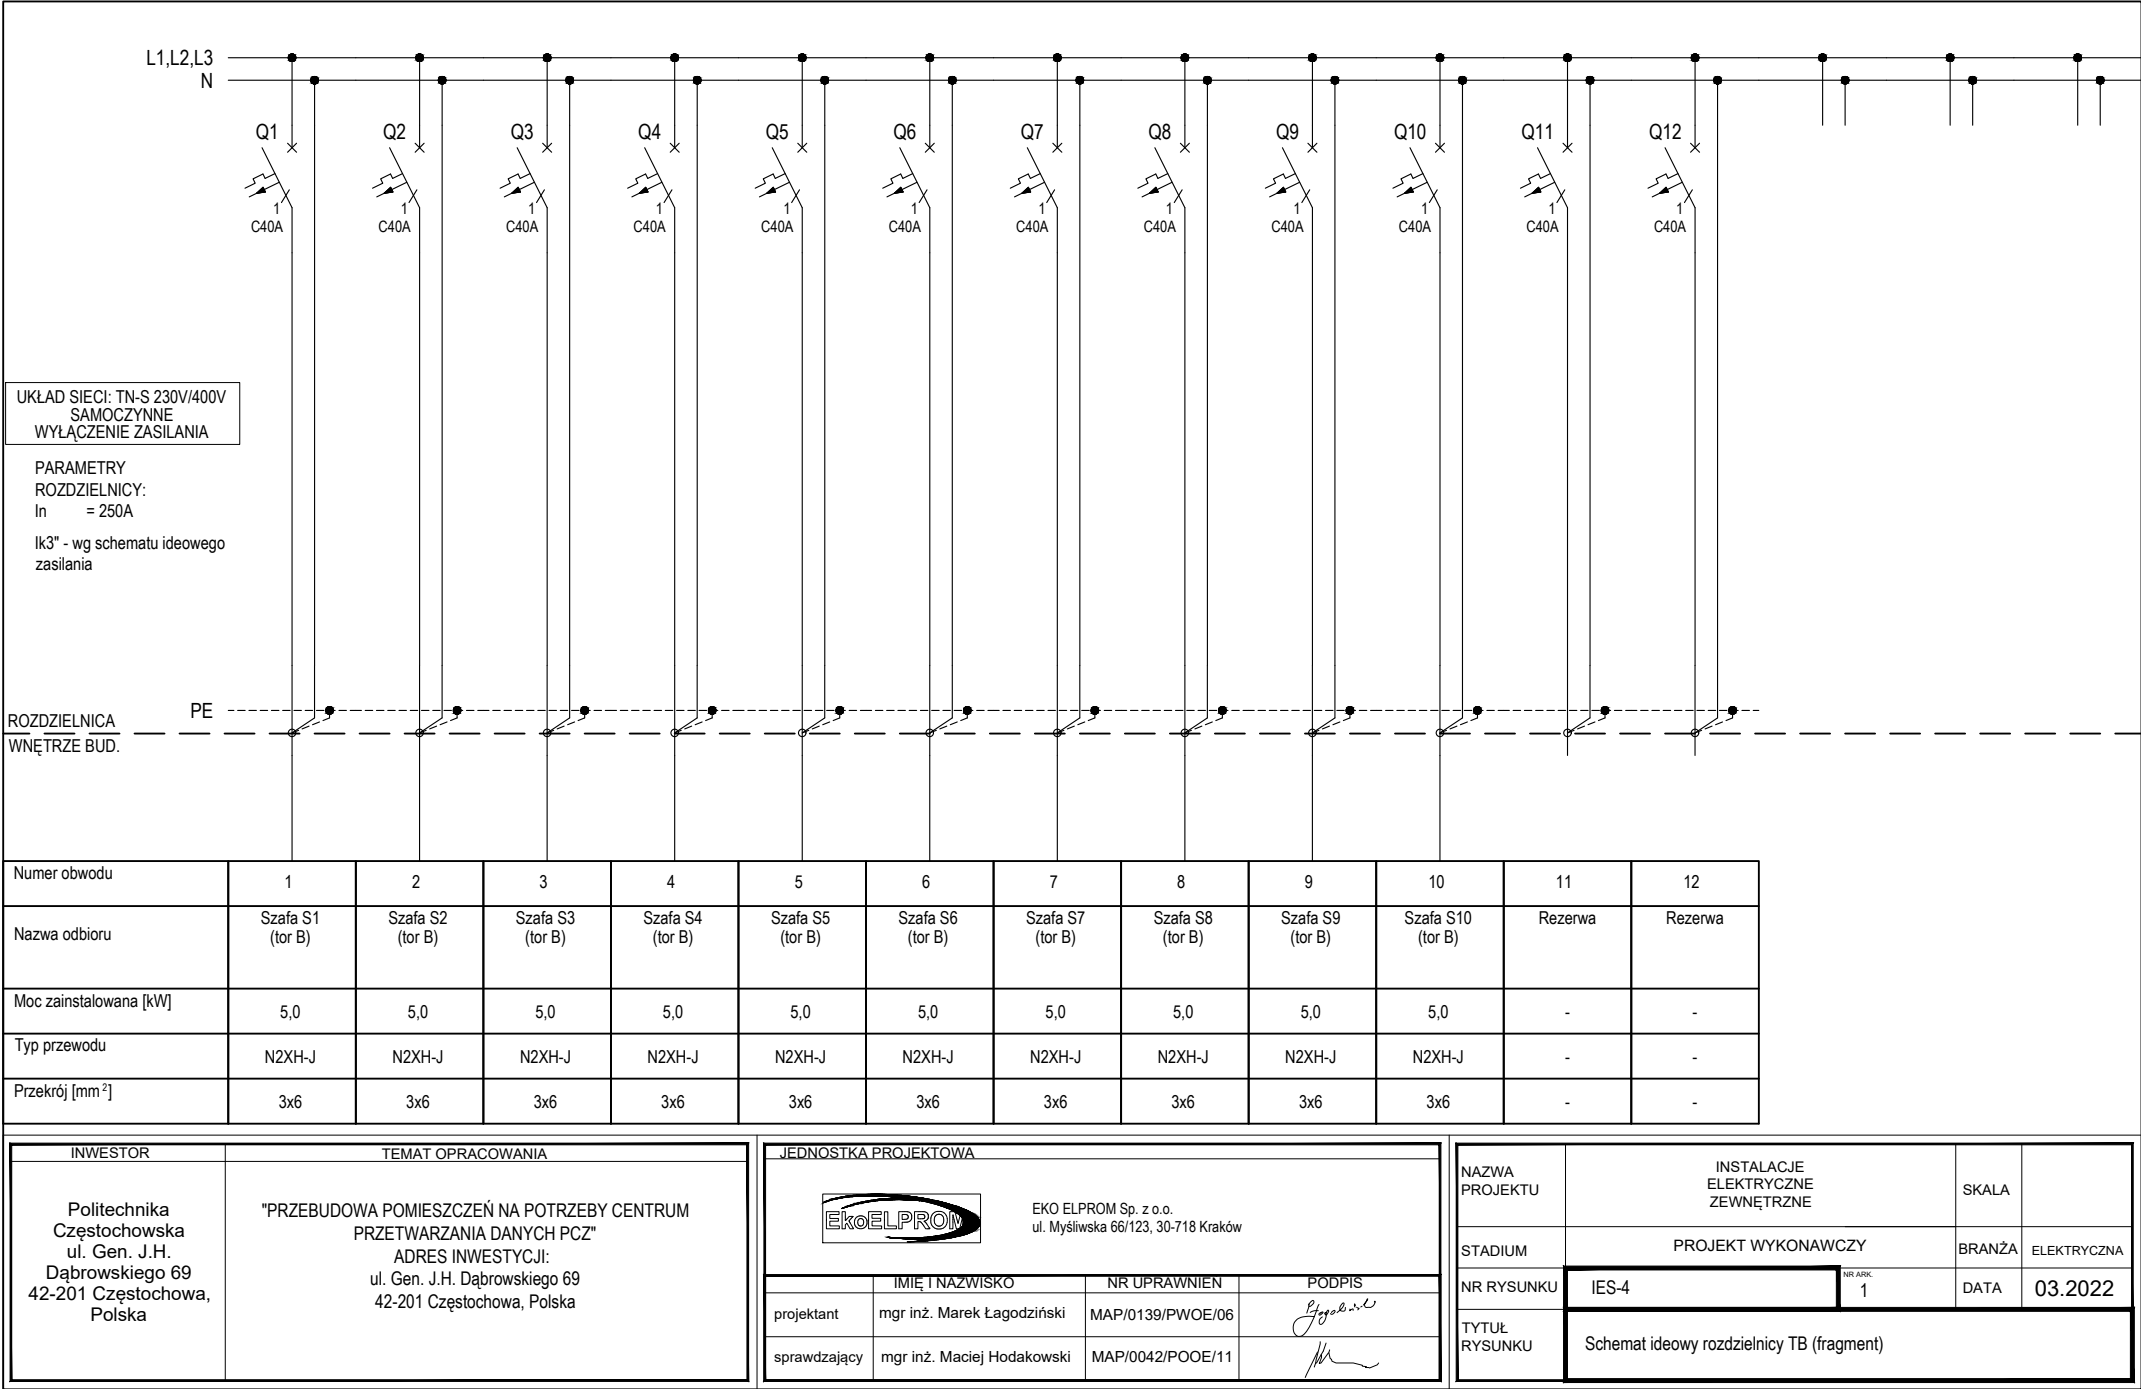 L1,L2,L3
N
Q1 Q2 Q3 Q4 Q5 Q6 Q7 Q8 Q9 Q10 Q11 Q12
1 1 1 1 1 1 1 1 1 1 1 1
C40A C40A C40A C40A C40A C40A C40A C40A C40A C40A C40A C40A
UKŁAD SIECI: TN-S 230V/400V
SAMOCZYNNE
WYŁĄCZENIE ZASILANIA
PARAMETRY
ROZDZIELNICY:
In = 250A
Ik3" - wg schematu ideowego
zasilania
PE
ROZDZIELNICA
WNĘTRZE BUD.
Numer obwodu 1 2 3 4 5 6 7 8 9 10 11 12
Nazwa odbioru
Szafa S1 Szafa S2 Szafa S3 Szafa S4 Szafa S5 Szafa S6 Szafa S7 Szafa S8 Szafa S9 Szafa S10 Rezerwa Rezerwa
(tor B) (tor B) (tor B) (tor B) (tor B) (tor B) (tor B) (tor B) (tor B) (tor B)
Moc zainstalowana [kW] 5,0 5,0 5,0 5,0 5,0 5,0 5,0 5,0 5,0 5,0 - -
Typ przewodu N2XH-J N2XH-J N2XH-J N2XH-J N2XH-J N2XH-J N2XH-J N2XH-J N2XH-J N2XH-J - -
Przekrój [mm²] 3x6 3x6 3x6 3x6 3x6 3x6 3x6 3x6 3x6 3x6 - -
INWESTOR
Politechnika
Częstochowska
ul. Gen. J.H.
Dąbrowskiego 69
42-201 Częstochowa,
Polska
TEMAT OPRACOWANIA
"PRZEBUDOWA POMIESZCZEŃ NA POTRZEBY CENTRUM
PRZETWARZANIA DANYCH PCZ"
ADRES INWESTYCJI:
ul. Gen. J.H. Dąbrowskiego 69
42-201 Częstochowa, Polska
JEDNOSTKA PROJEKTOWA
EkoELPROM
EKO ELPROM Sp. z o.o.
ul. Myśliwska 66/123, 30-718 Kraków
IMIĘ I NAZWISKO NR UPRAWNIEN PODPIS
projektant mgr inż. Marek Łagodziński MAP/0139/PWOE/06
sprawdzający mgr inż. Maciej Hodakowski MAP/0042/POOE/11
NAZWA
PROJEKTU
INSTALACJE
ELEKTRYCZNE
ZEWNĘTRZNE
SKALA
STADIUM PROJEKT WYKONAWCZY BRANŻA ELEKTRYCZNA
NR RYSUNKU IES-4 NR ARK. 1 DATA 03.2022
TYTUŁ
RYSUNKU
Schemat ideowy rozdzielnicy TB (fragment)